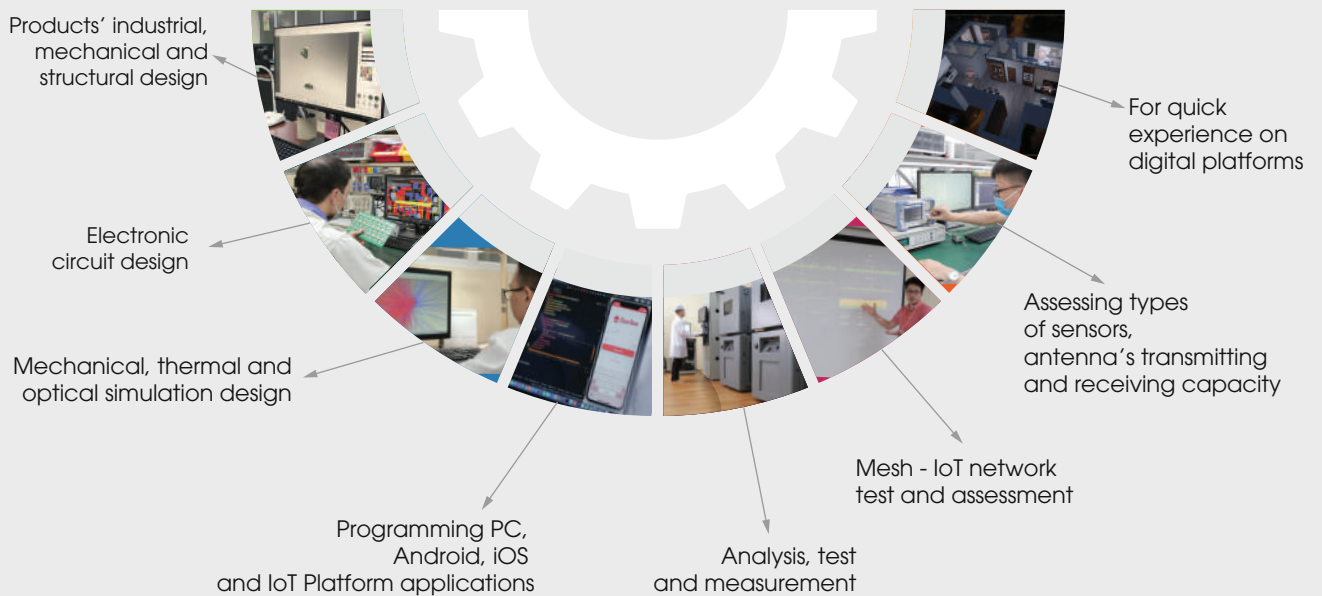 Products’ industrial,
mechanical and
structural design
Electronic
circuit design
Mechanical, thermal and
optical simulation design
Programming PC,
Android, iOS
and IoT Platform applications
Analysis, test
and measurement
Mesh - IoT network
test and assessment
Assessing types
of sensors,
antenna’s transmitting
and receiving capacity
For quick
experience on
digital platforms